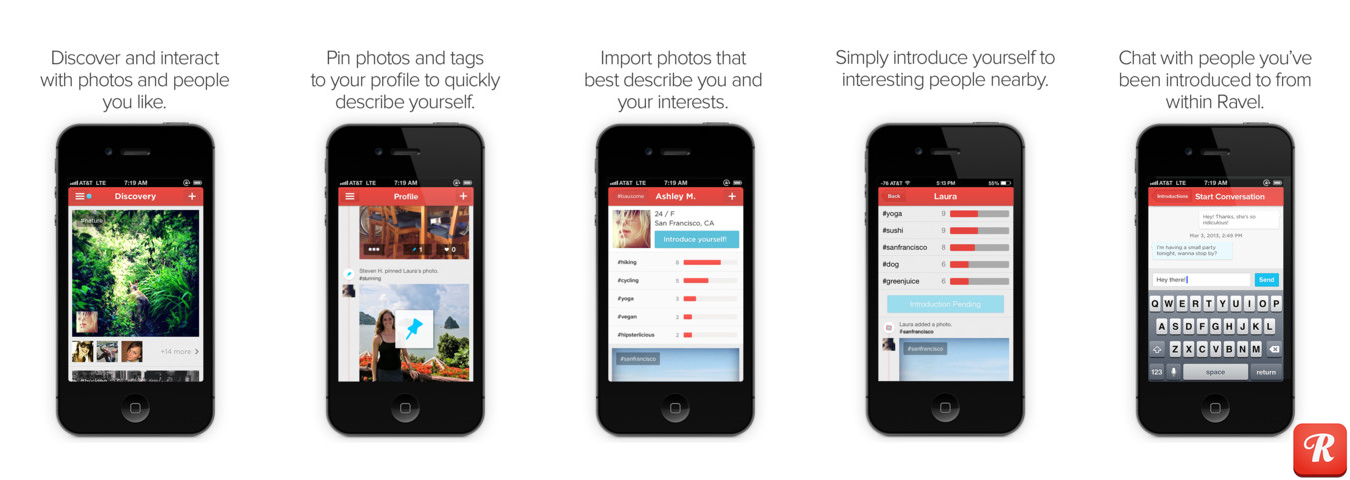 Discover and interact
with photos and people
you like.
AT&T LTE 7:19 AM
Discovery
#nature
+14 more
Pin photos and tags
to your profile to quickly
describe yourself.
AT&T LTE 7:19 AM
Profile
1 0
Steven H. pinned Laura's photo.
#stunning
Import photos that
best describe you and
your interests.
AT&T LTE 7:19 AM
Ashley M.
24 / F
San Francisco, CA
Introduce yourself!
#hiking 8
#cycling 5
#yoga 3
#vegan 2
#hipsterlicious 2
#sanfrancisco
Simply introduce yourself to
interesting people nearby.
-76 AT&T 5:13 PM 55%
Back Laura
#yoga 9
#sushi 9
#sanfrancisco 8
#dog 6
#greenjuice 6
Introduction Pending
Laura added a photo.
#sanfrancisco
#sanfrancisco
Chat with people you've
been introduced to from
within Ravel.
AT&T LTE 7:19 AM
Introductions Start Conversation
Hey! Thanks, she's so
ridiculous!
Mar 3, 2013, 2:49 PM
I'm having a small party
tonight, wanna stop by?
Hey there! Send
Q W E R T Y U I O P
A S D F G H J K L
Z X C V B N M
123 space return
R